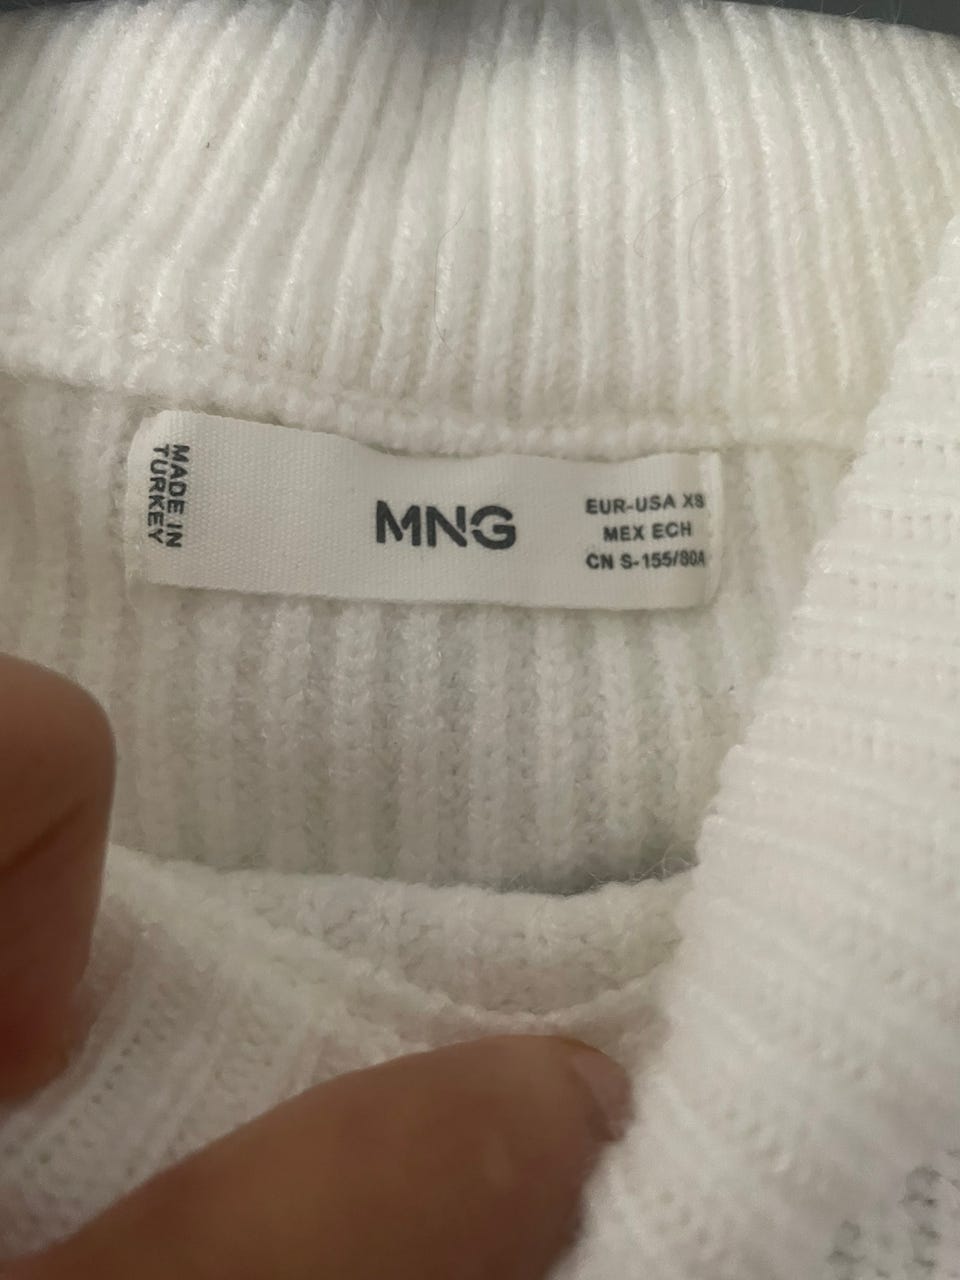 MADE IN
TURKEY
MNG
EUR-USA XS
MEX ECH
CN S-155/80A